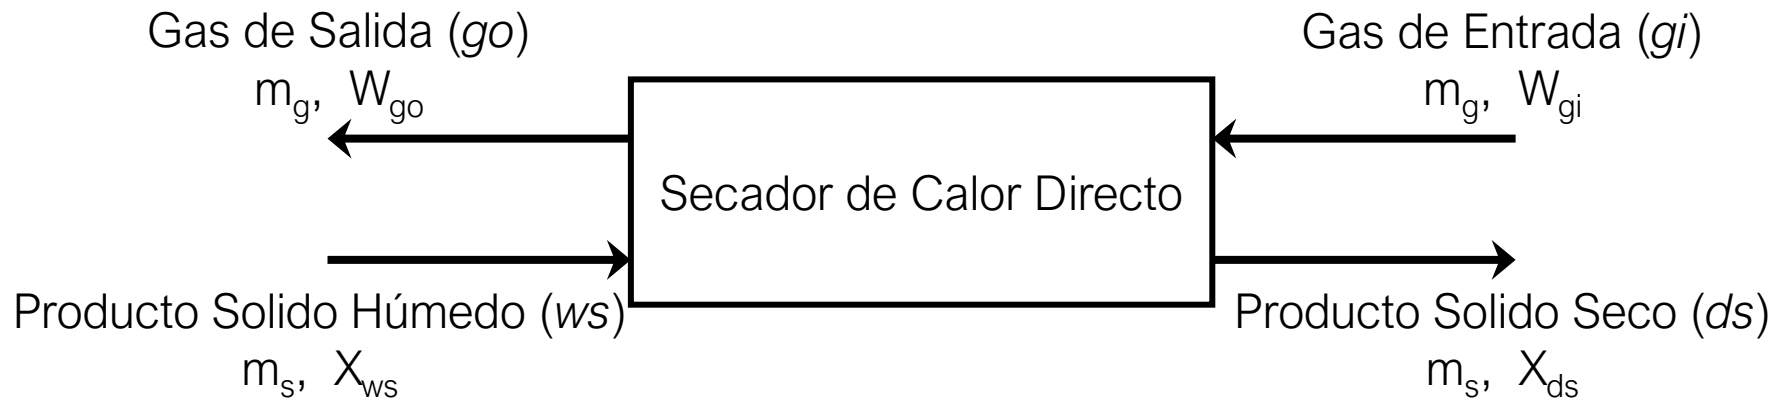 Gas de Salida (go)
m_g, W_go
Gas de Entrada (gi)
m_g, W_gi
Secador de Calor Directo
Producto Solido Húmedo (ws)
m_s, X_ws
Producto Solido Seco (ds)
m_s, X_ds